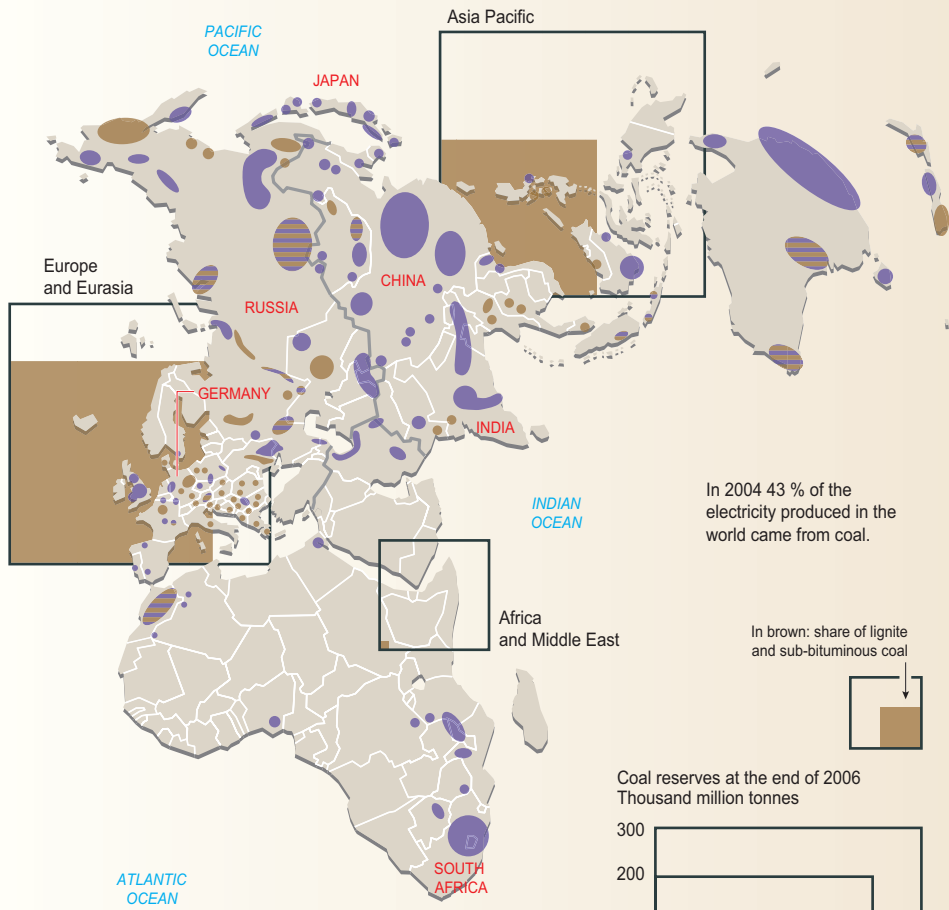 Asia Pacific
PACIFIC
OCEAN
JAPAN
Europe
and Eurasia
CHINA
RUSSIA
GERMANY
INDIA
INDIAN
OCEAN
In 2004 43 % of the
electricity produced in the
world came from coal.
Africa
and Middle East
In brown: share of lignite
and sub-bituminous coal
Coal reserves at the end of 2006
Thousand million tonnes
300
200
SOUTH
AFRICA
ATLANTIC
OCEAN